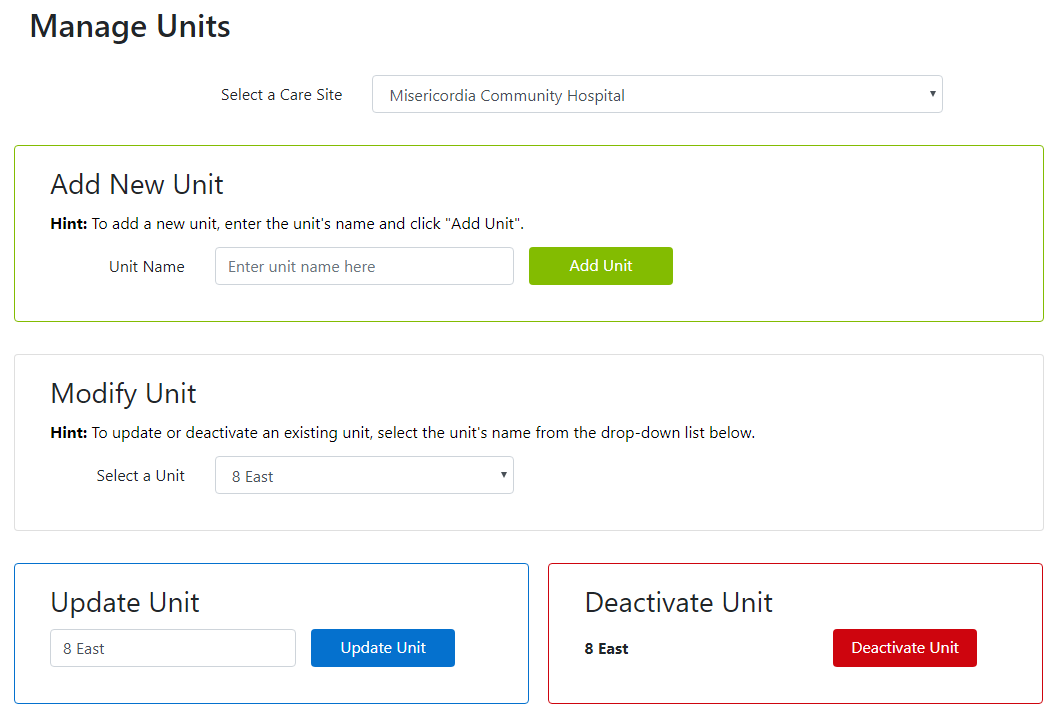 Manage Units
Select a Care Site Misericordia Community Hospital
Add New Unit
Hint: To add a new unit, enter the unit's name and click "Add Unit".
Unit Name Enter unit name here Add Unit
Modify Unit
Hint: To update or deactivate an existing unit, select the unit's name from the drop-down list below.
Select a Unit 8 East
Update Unit
8 East Update Unit
Deactivate Unit
8 East Deactivate Unit